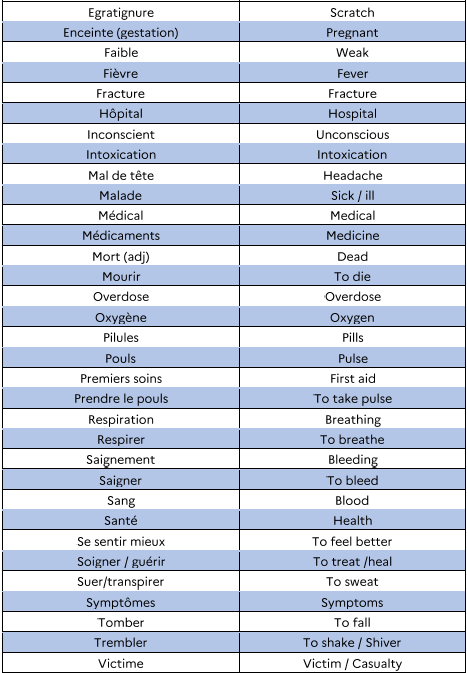 Egratignure Scratch
Enceinte (gestation) Pregnant
Faible Weak
Fièvre Fever
Fracture Fracture
Hôpital Hospital
Inconscient Unconscious
Intoxication Intoxication
Mal de tête Headache
Malade Sick / ill
Médical Medical
Médicaments Medicine
Mort (adj) Dead
Mourir To die
Overdose Overdose
Oxygène Oxygen
Pilules Pills
Pouls Pulse
Premiers soins First aid
Prendre le pouls To take pulse
Respiration Breathing
Respirer To breathe
Saignement Bleeding
Saigner To bleed
Sang Blood
Santé Health
Se sentir mieux To feel better
Soigner / guérir To treat /heal
Suer/transpirer To sweat
Symptômes Symptoms
Tomber To fall
Trembler To shake / Shiver
Victime Victim / Casualty